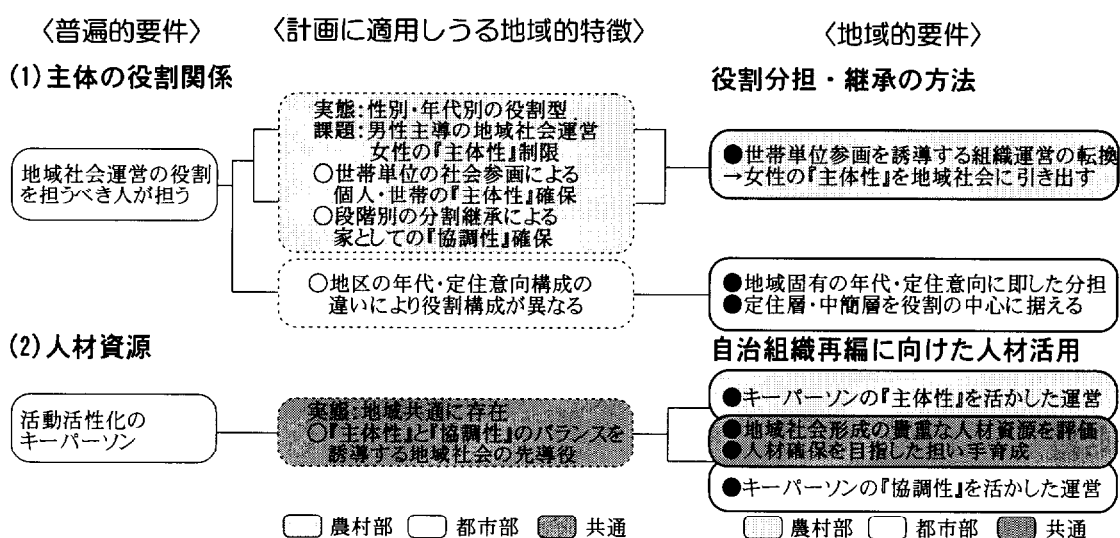 〈普遍的要件〉
〈計画に適用しうる地域的特徴〉
〈地域的要件〉
(1)主体の役割関係
役割分担・継承の方法
地域社会運営の役割
を担うべき人が担う
実態:性別・年代別の役割型
課題:男性主導の地域社会運営
女性の『主体性』制限
○世帯単位の社会参画による
個人・世帯の『主体性』確保
○段階別の分割継承による
家としての『協調性』確保
●世帯単位参画を誘導する組織運営の転換
→女性の『主体性』を地域社会に引き出す
○地区の年代・定住意向構成の
違いにより役割構成が異なる
●地域固有の年代・定住意向に即した分担
●定住層・中簡層を役割の中心に据える
(2)人材資源
自治組織再編に向けた人材活用
活動活性化の
キーパーソン
実態:地域共通に存在
○『主体性』と『協調性』のバランスを
誘導する地域社会の先導役
●キーパーソンの『主体性』を活かした運営
●地域社会形成の貴重な人材資源を評価
●人材確保を目指した担い手育成
●キーパーソンの『協調性』を活かした運営
農村部 都市部 共通
農村部 都市部 共通